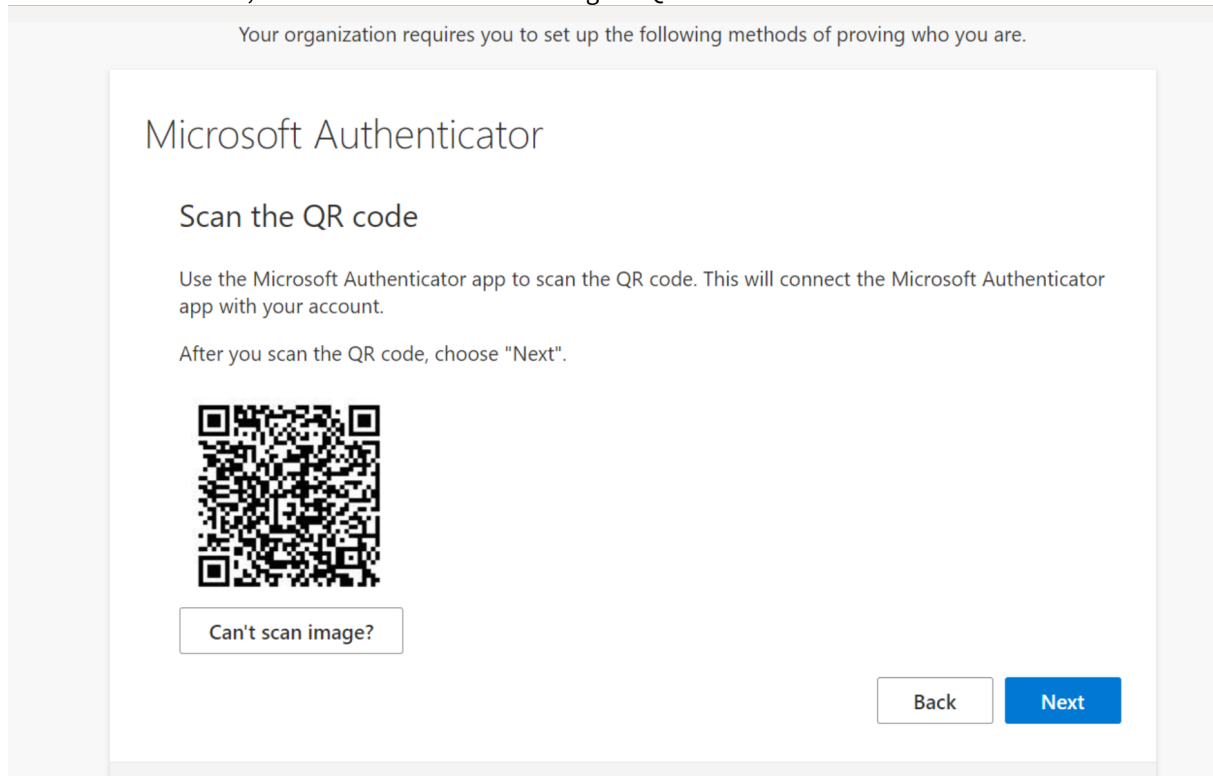 Your organization requires you to set up the following methods of proving who you are.
Microsoft Authenticator
Scan the QR code
Use the Microsoft Authenticator app to scan the QR code. This will connect the Microsoft Authenticator
app with your account.
After you scan the QR code, choose "Next".
Can't scan image?
Back
Next